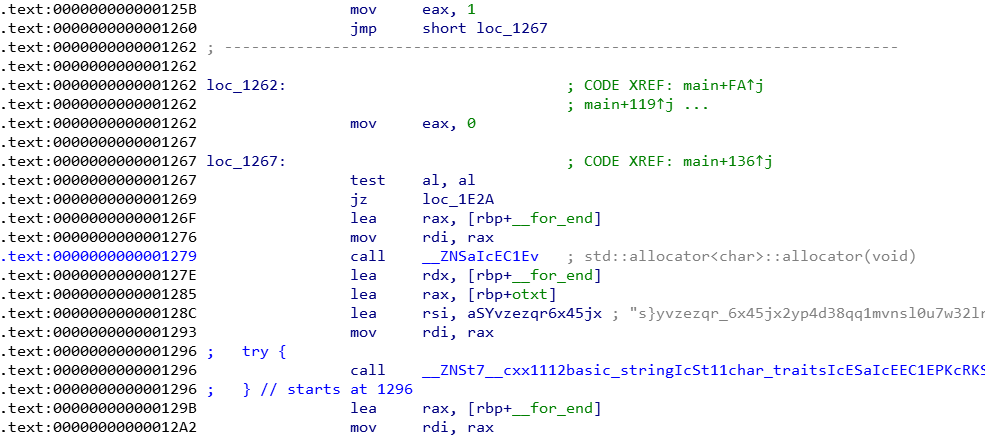 .text:000000000000125B mov eax, 1
.text:0000000000001260 jmp short loc_1267
.text:0000000000001262 ; ---------------------------------------------------------------------------
.text:0000000000001262
.text:0000000000001262 loc_1262: ; CODE XREF: main+FA↑j
.text:0000000000001262 ; main+119↑j ...
.text:0000000000001262 mov eax, 0
.text:0000000000001267
.text:0000000000001267 loc_1267: ; CODE XREF: main+136↑j
.text:0000000000001267 test al, al
.text:0000000000001269 jz loc_1E2A
.text:000000000000126F lea rax, [rbp+__for_end]
.text:0000000000001276 mov rdi, rax
.text:0000000000001279 call __ZNSaIcEC1Ev ; std::allocator<char>::allocator(void)
.text:000000000000127E lea rdx, [rbp+__for_end]
.text:0000000000001285 lea rax, [rbp+otxt]
.text:000000000000128C lea rsi, aSYvzezqr6x45jx ; "s}yvzezqr_6x45jx2yp4d38qq1mvnsl0u7w32lr
.text:0000000000001293 mov rdi, rax
.text:0000000000001296 ; try {
.text:0000000000001296 call __ZNSt7__cxx1112basic_stringIcSt11char_traitsIcESaIcEEC1EPKcRKS
.text:0000000000001296 ; } // starts at 1296
.text:000000000000129B lea rax, [rbp+__for_end]
.text:00000000000012A2 mov rdi, rax